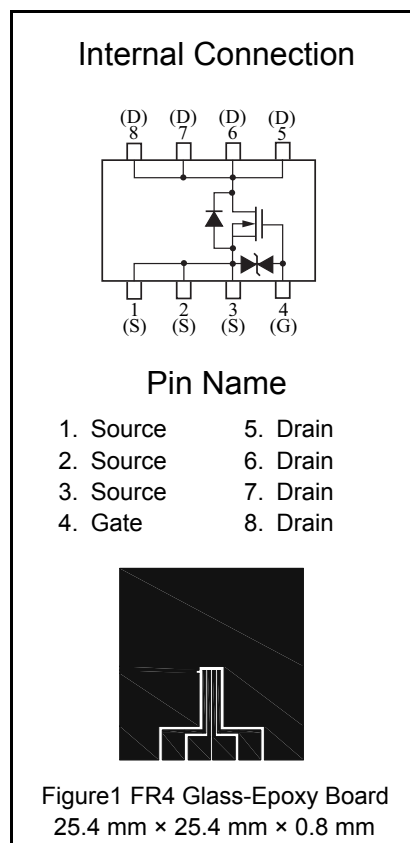 Internal Connection
(D) (D) (D) (D)
8 7 6 5
1 2 3 4
(S) (S) (S) (G)
Pin Name
1. Source 5. Drain
2. Source 6. Drain
3. Source 7. Drain
4. Gate 8. Drain
Figure1 FR4 Glass-Epoxy Board
25.4 mm × 25.4 mm × 0.8 mm